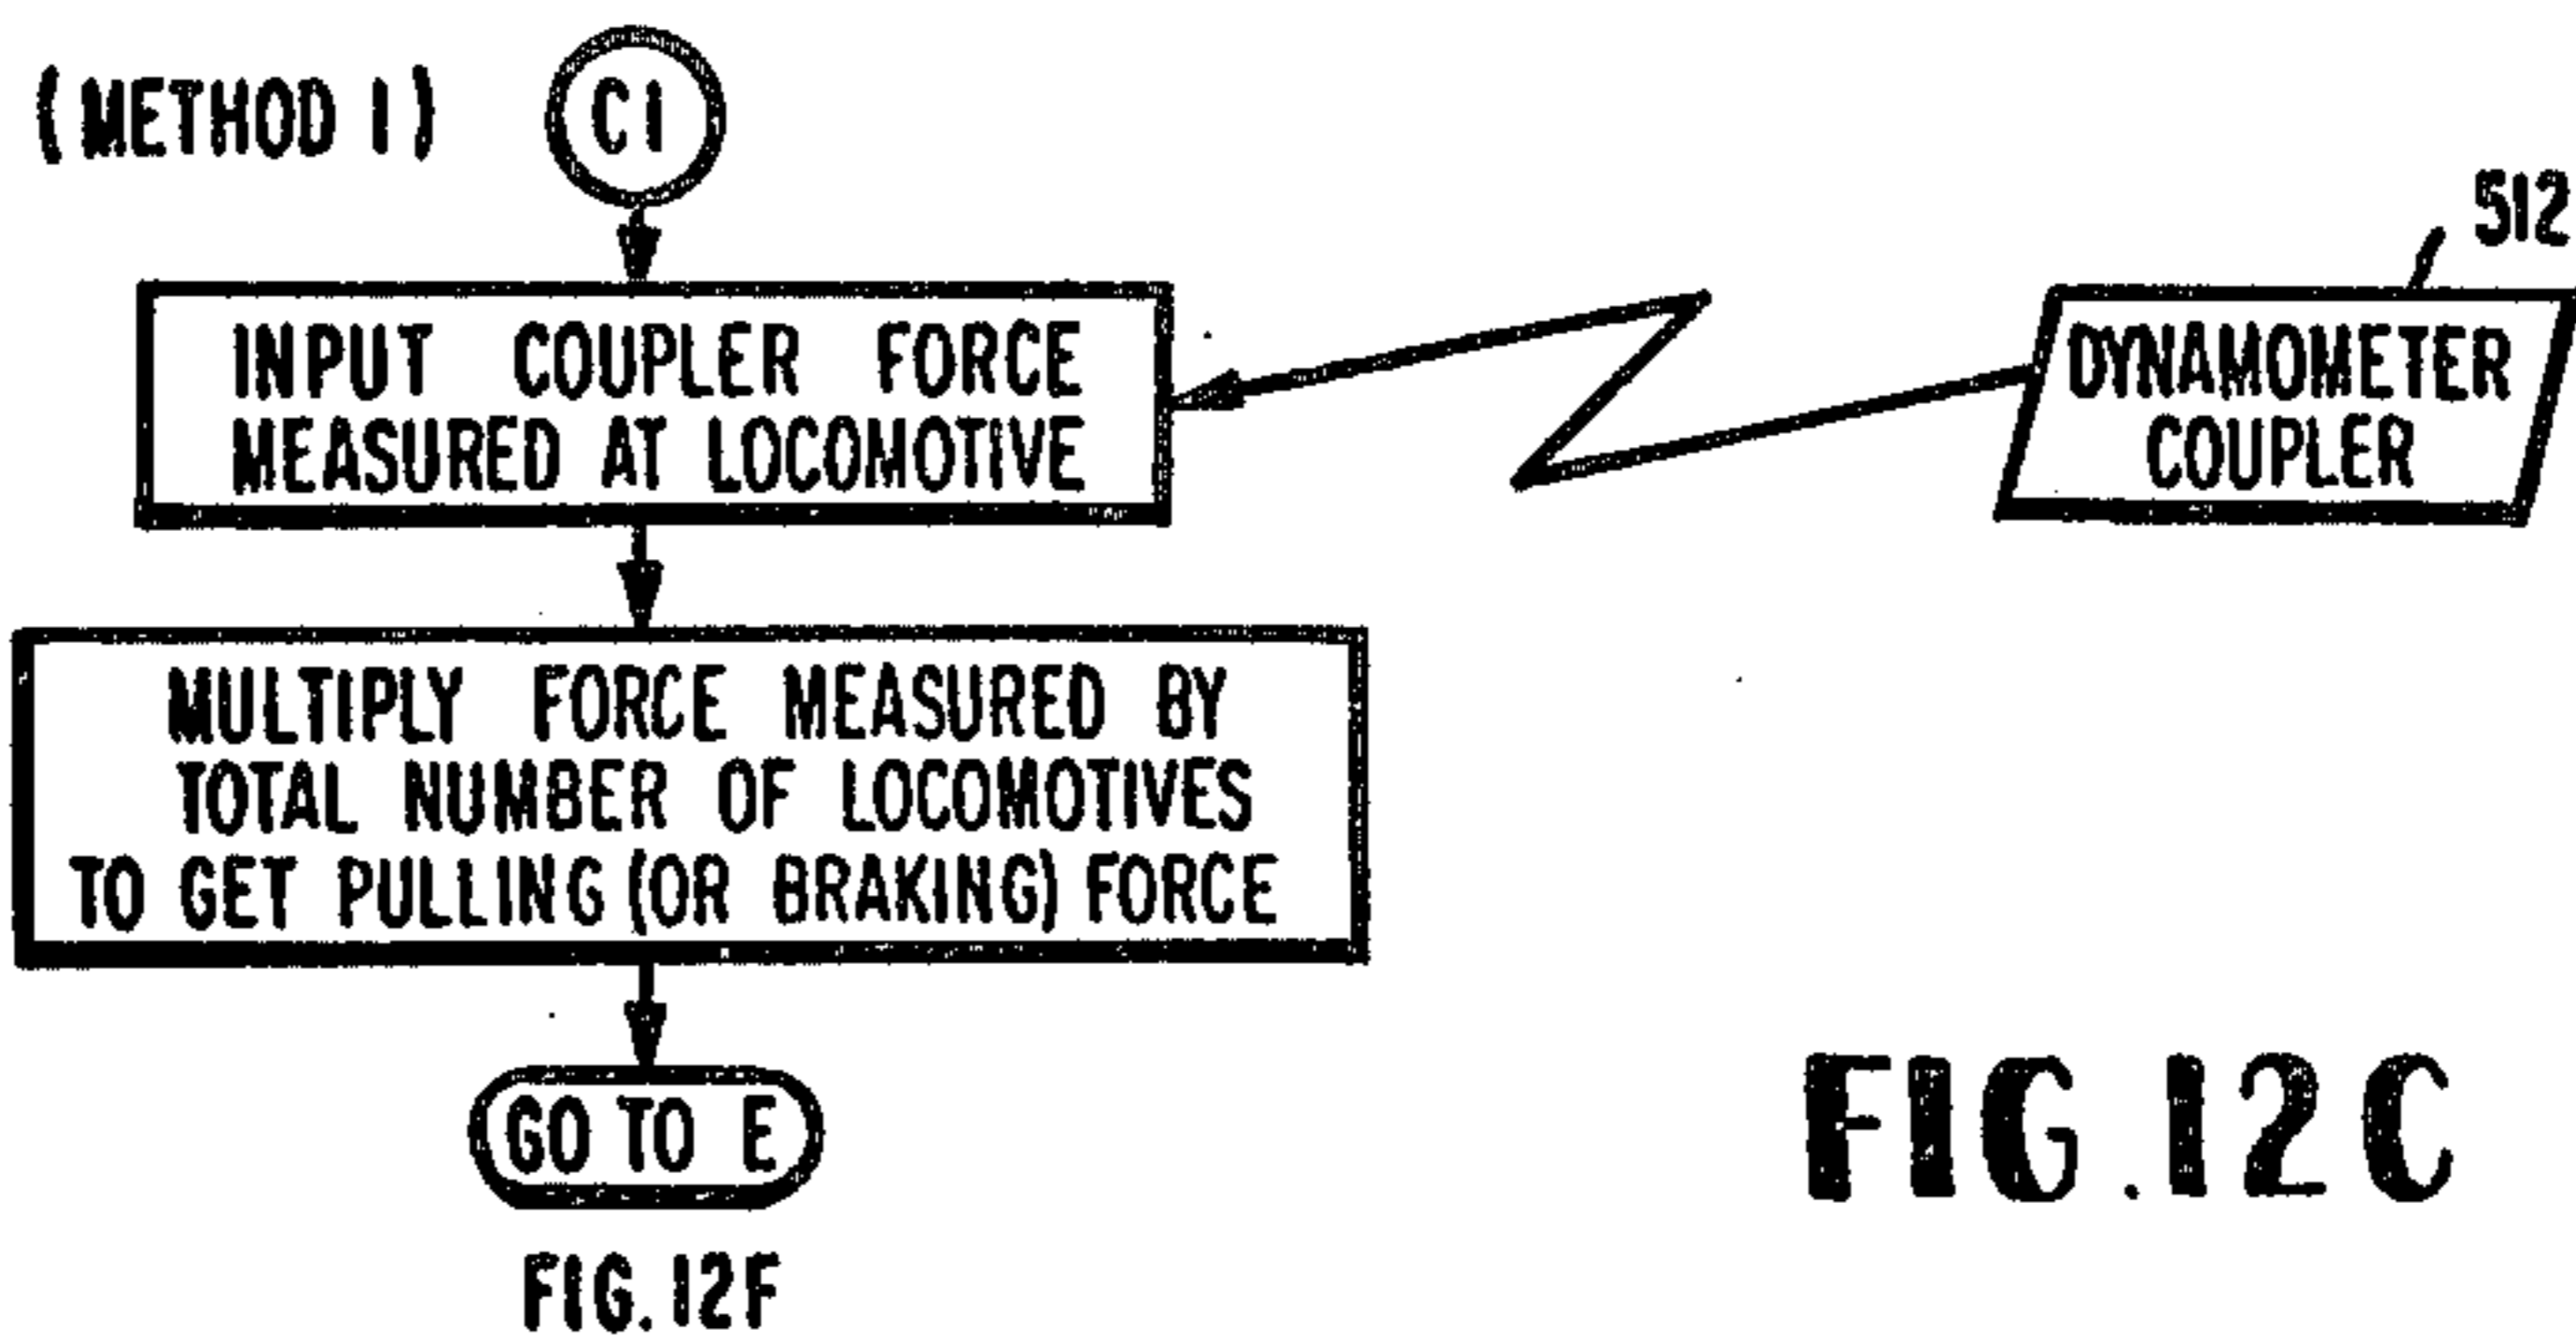 (METHOD 1)
C1
512
INPUT COUPLER FORCE
MEASURED AT LOCOMOTIVE
DYNAMOMETER
COUPLER
MULTIPLY FORCE MEASURED BY
TOTAL NUMBER OF LOCOMOTIVES
TO GET PULLING (OR BRAKING) FORCE
GO TO E
FIG. 12F
FIG. 12C